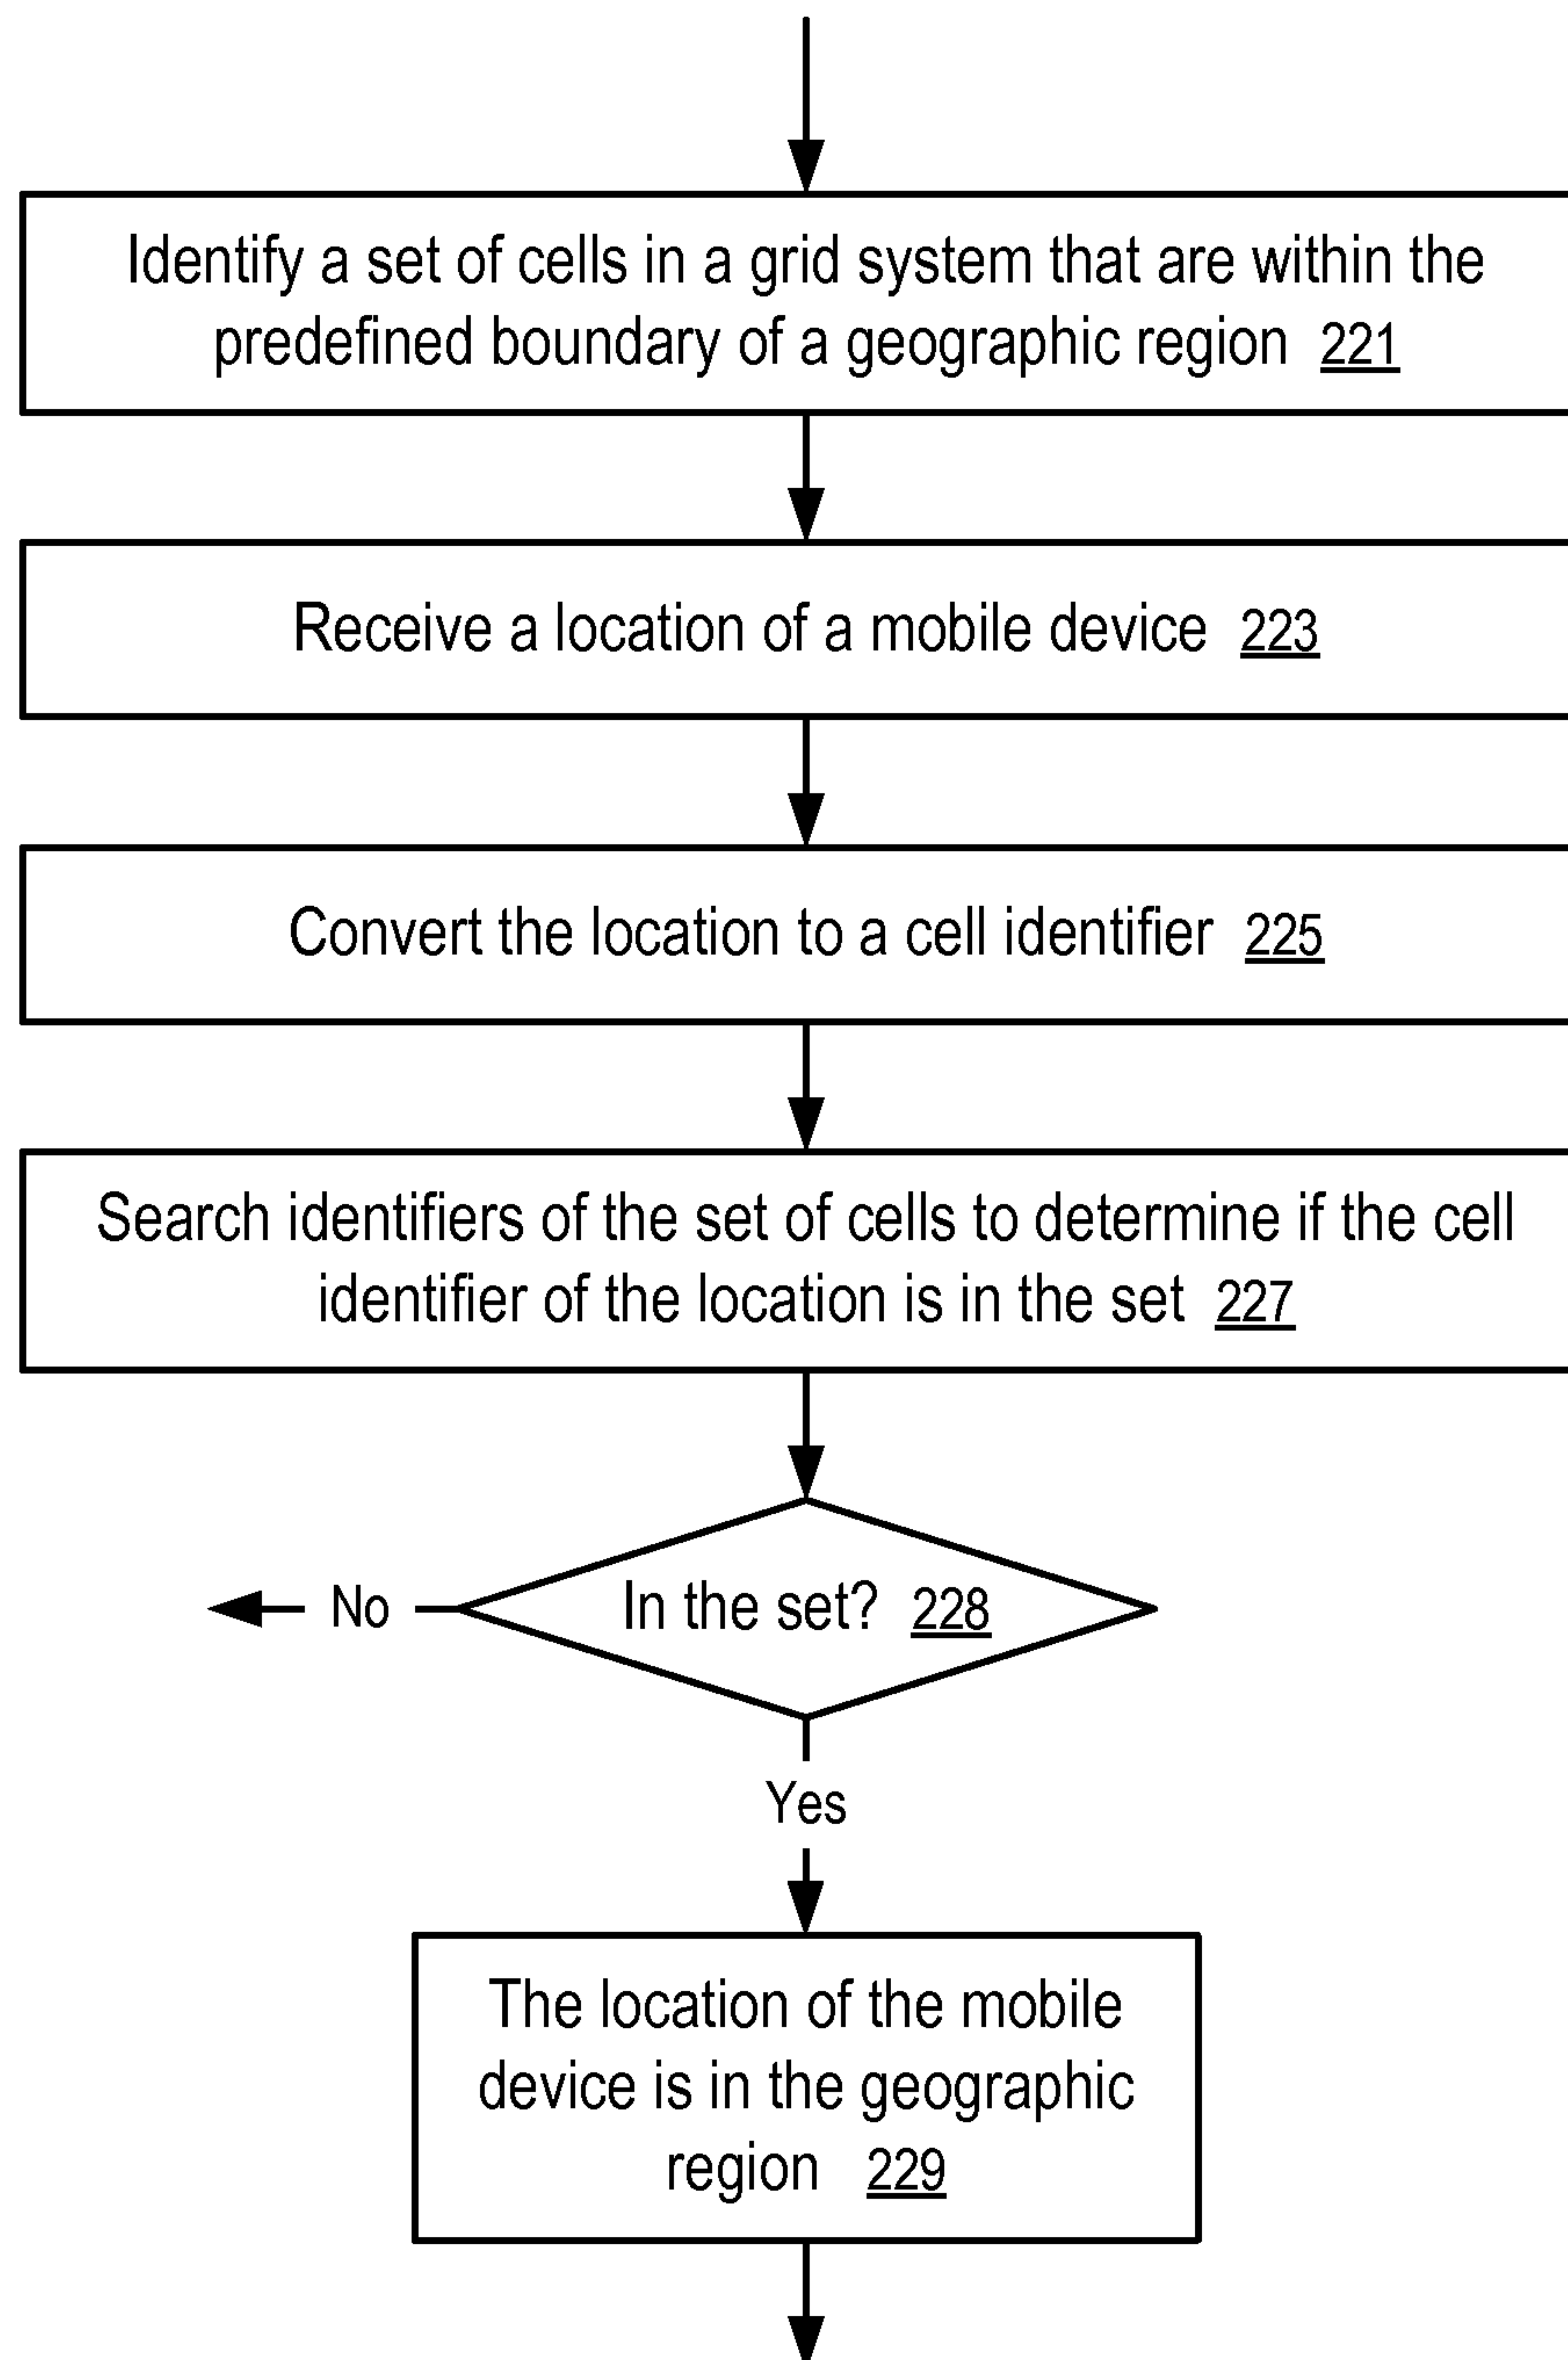 Identify a set of cells in a grid system that are within the
predefined boundary of a geographic region 221
Receive a location of a mobile device 223
Convert the location to a cell identifier 225
Search identifiers of the set of cells to determine if the cell
identifier of the location is in the set 227
In the set? 228
No
Yes
The location of the mobile
device is in the geographic
region 229